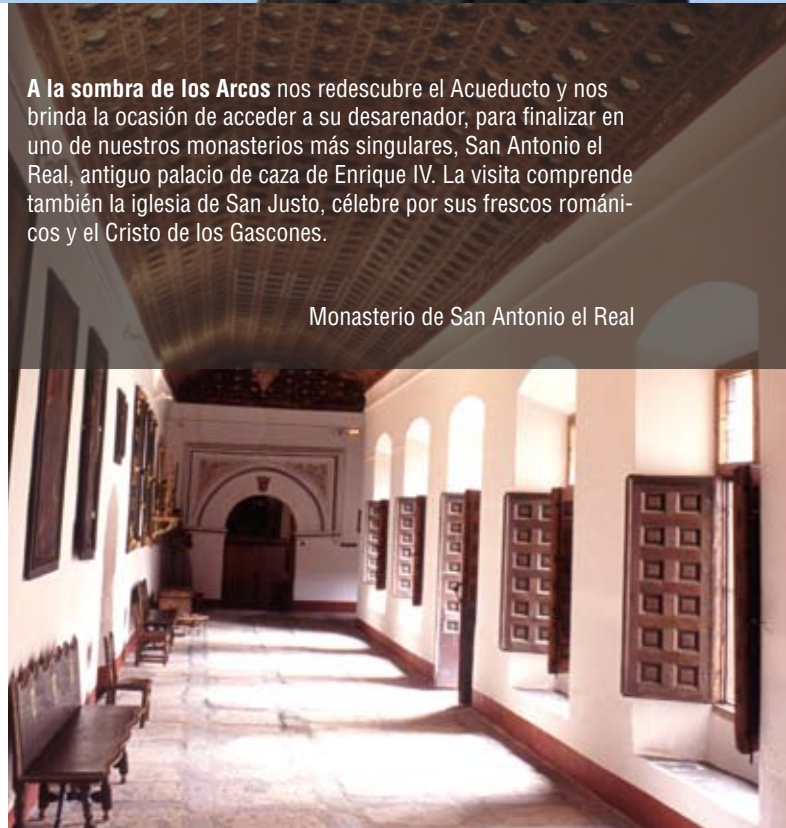 A la sombra de los Arcos nos redescubre el Acueducto y nos
brinda la ocasión de acceder a su desarenador, para finalizar en
uno de nuestros monasterios más singulares, San Antonio el
Real, antiguo palacio de caza de Enrique IV. La visita comprende
también la iglesia de San Justo, célebre por sus frescos románi-
cos y el Cristo de los Gascones.
Monasterio de San Antonio el Real